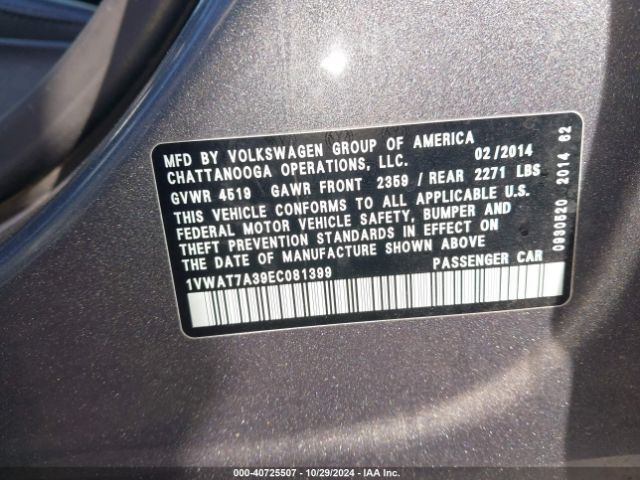 MFD BY VOLKSWAGEN GROUP OF AMERICA
CHATTANOOGA OPERATIONS, LLC. 02/2014
GVWR 4519 GAWR FRONT 2359 / REAR 2271 LBS
THIS VEHICLE CONFORMS TO ALL APPLICABLE U.S.
FEDERAL MOTOR VEHICLE SAFETY, BUMPER AND
THEFT PREVENTION STANDARDS IN EFFECT ON
THE DATE OF MANUFACTURE SHOWN ABOVE
1VWAT7A39EC081399 PASSENGER CAR
0990520 2014 62
000-40725507 • 10/29/2024 • IAA Inc.